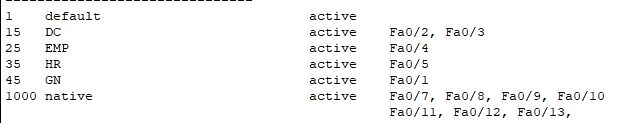 1    default                          active
15   DC                               active    Fa0/2, Fa0/3
25   EMP                              active    Fa0/4
35   HR                               active    Fa0/5
45   GN                               active    Fa0/1
1000 native                           active    Fa0/7, Fa0/8, Fa0/9, Fa0/10
                                                Fa0/11, Fa0/12, Fa0/13,